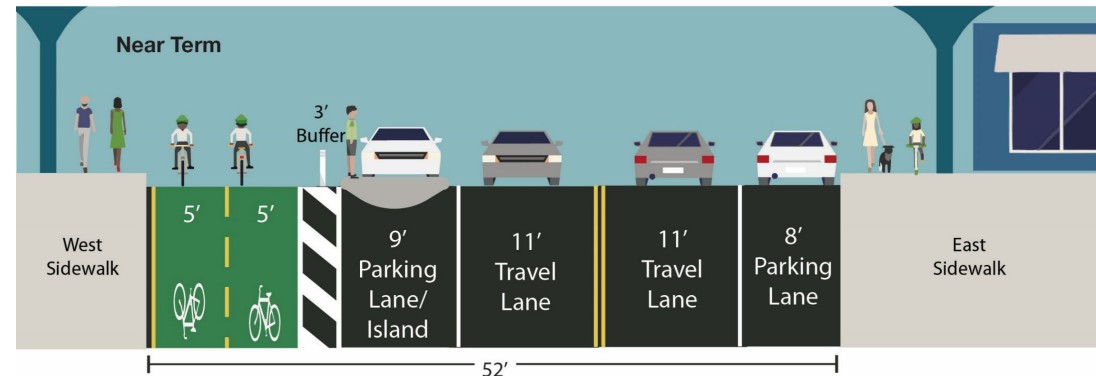 Near Term
3’
Buffer
5’
5’
West
Sidewalk
9’
Parking
Lane/
Island
11’
Travel
Lane
11’
Travel
Lane
8’
Parking
Lane
East
Sidewalk
52’